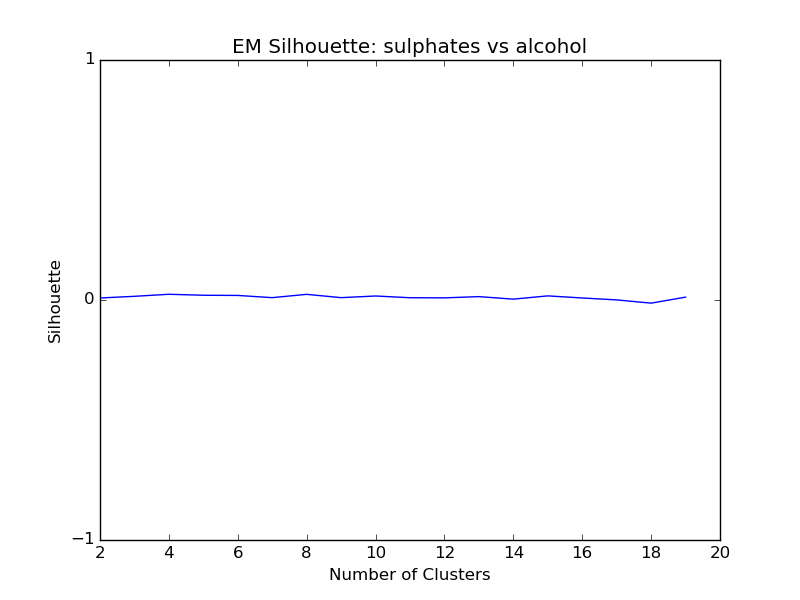 EM Silhouette: sulphates vs alcohol
1
0
−1
Silhouette
2 4 6 8 10 12 14 16 18 20
Number of Clusters